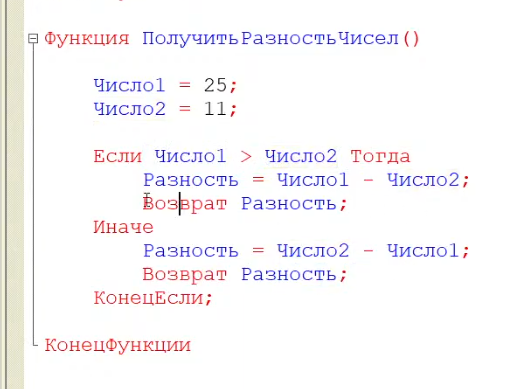 Функция ПолучитьРазностьЧисел()
Число1 = 25;
Число2 = 11;
Если Число1 > Число2 Тогда
Разность = Число1 - Число2;
Возврат Разность;
Иначе
Разность = Число2 - Число1;
Возврат Разность;
КонецЕсли;
КонецФункции